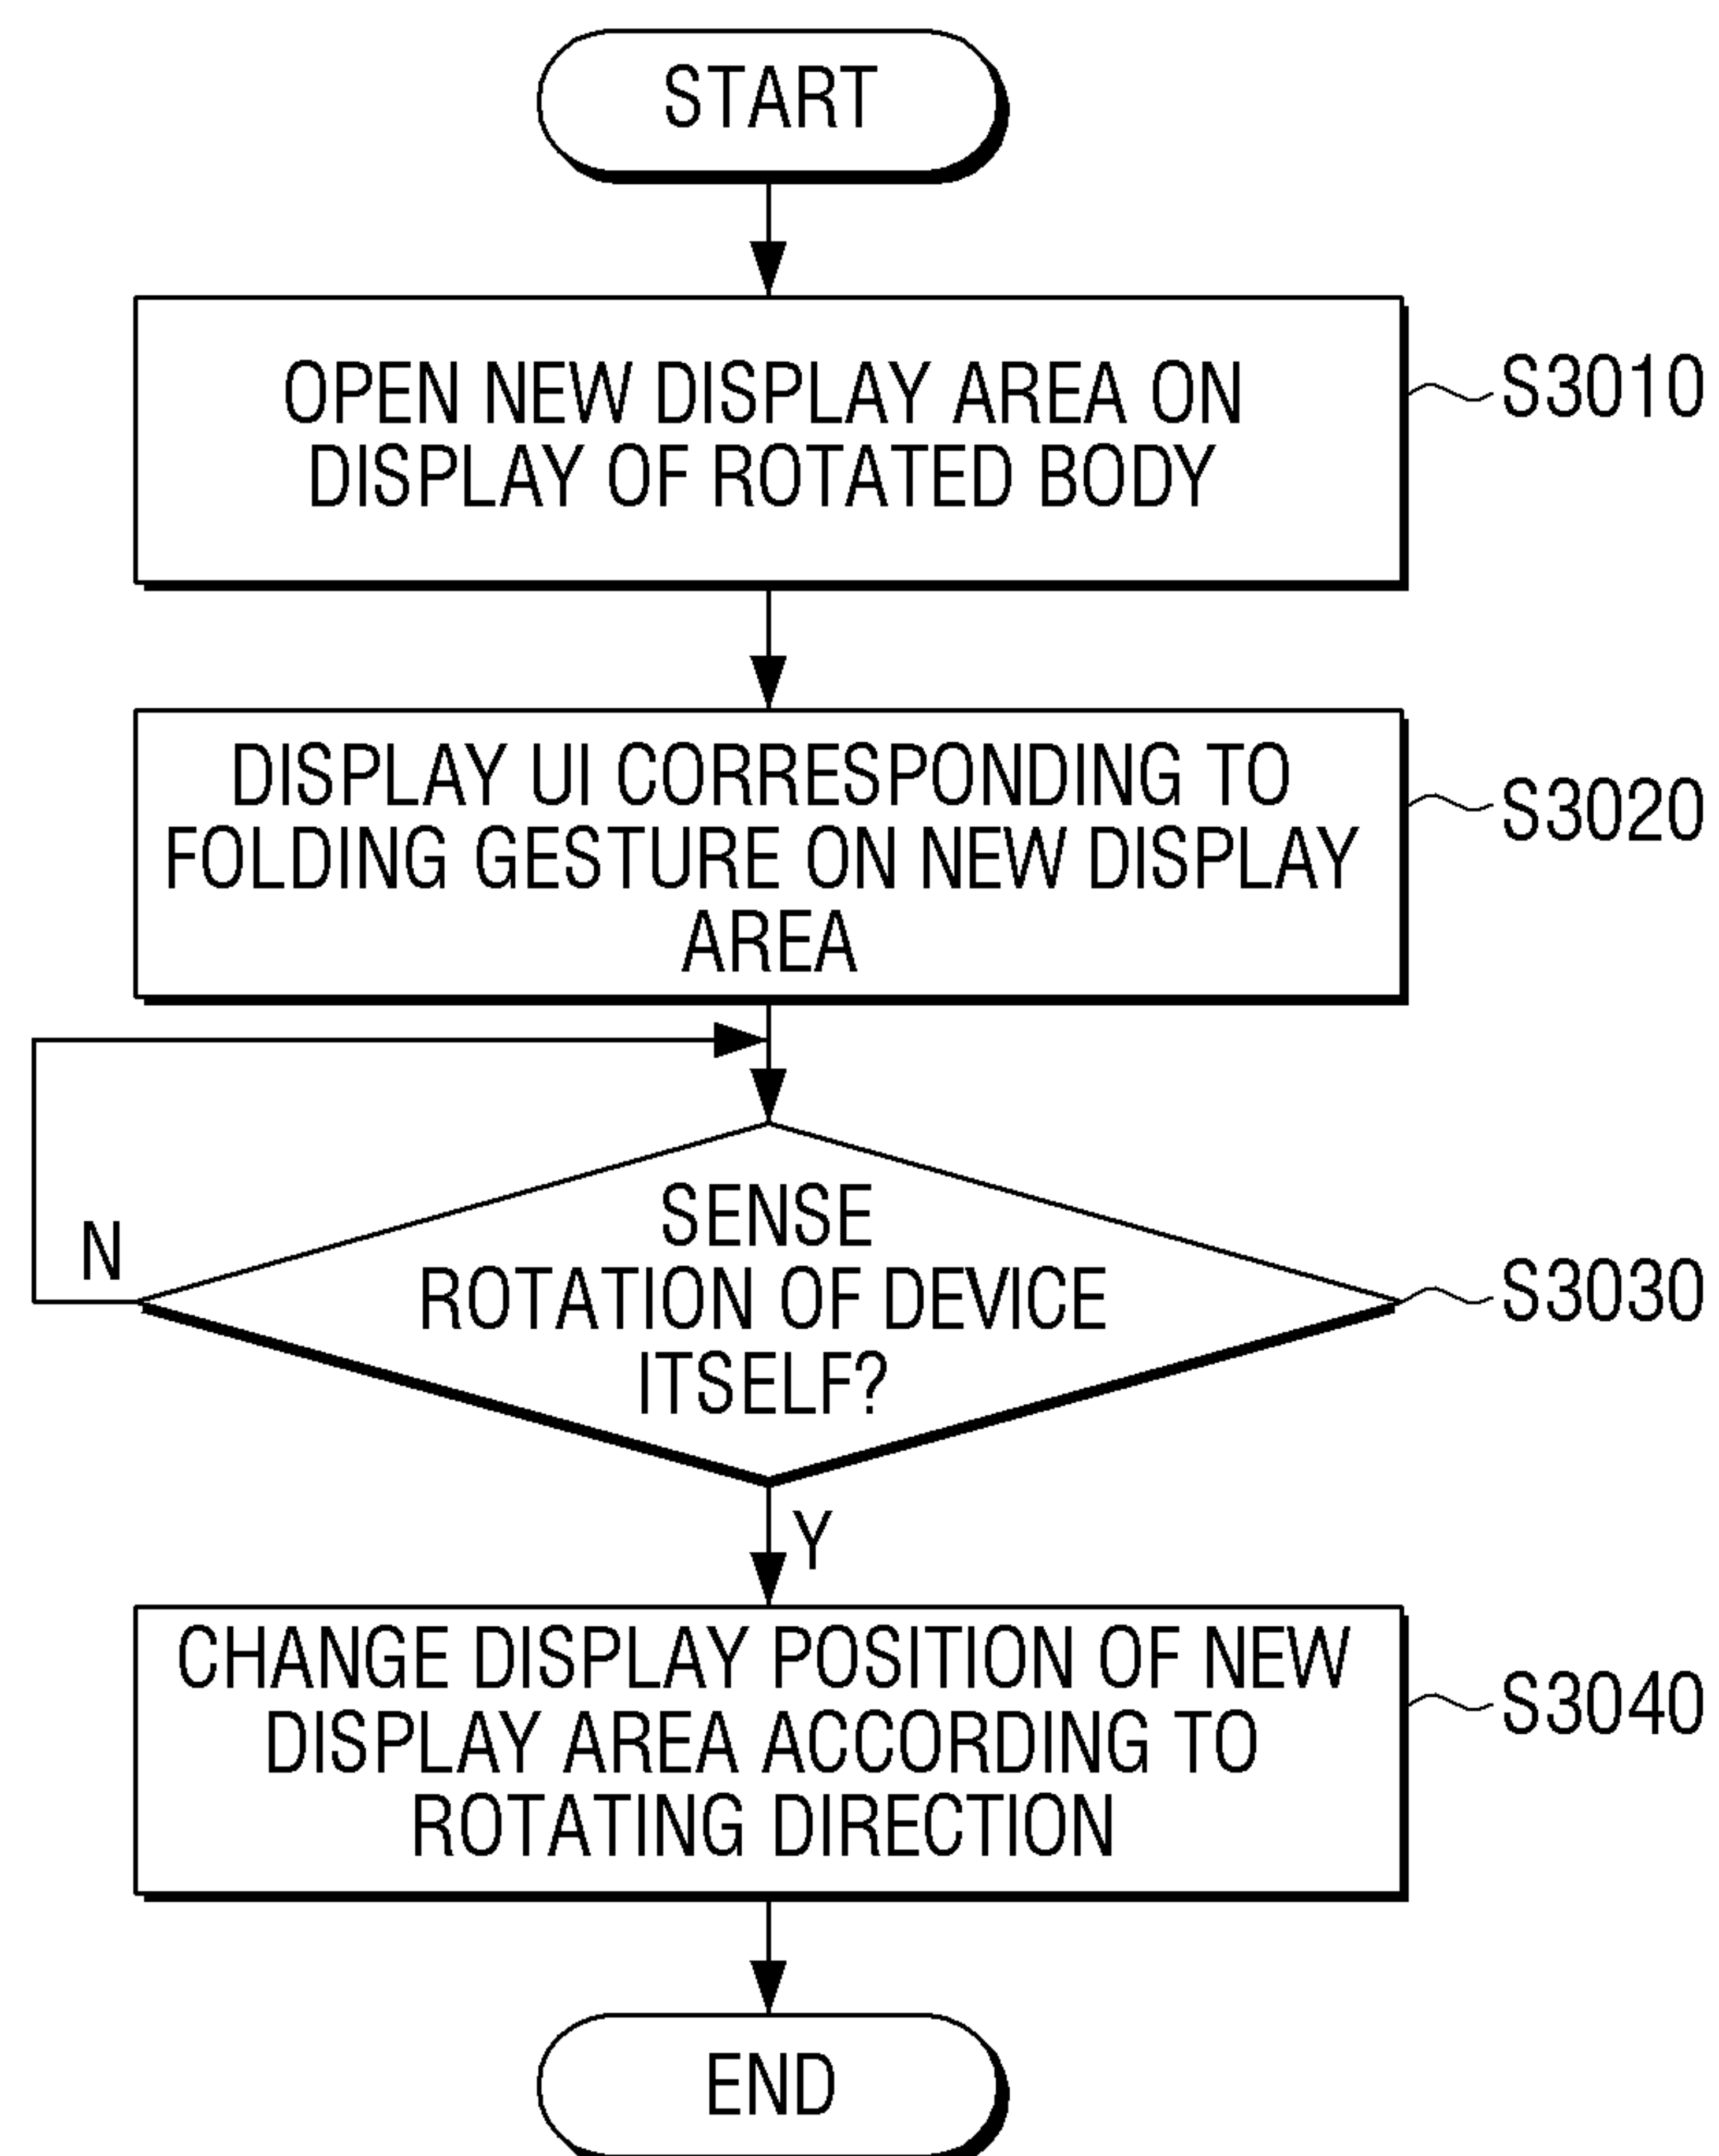 START
OPEN NEW DISPLAY AREA ON
DISPLAY OF ROTATED BODY
S3010
DISPLAY UI CORRESPONDING TO
FOLDING GESTURE ON NEW DISPLAY
AREA
S3020
SENSE
ROTATION OF DEVICE
ITSELF?
S3030
N
Y
CHANGE DISPLAY POSITION OF NEW
DISPLAY AREA ACCORDING TO
ROTATING DIRECTION
S3040
END